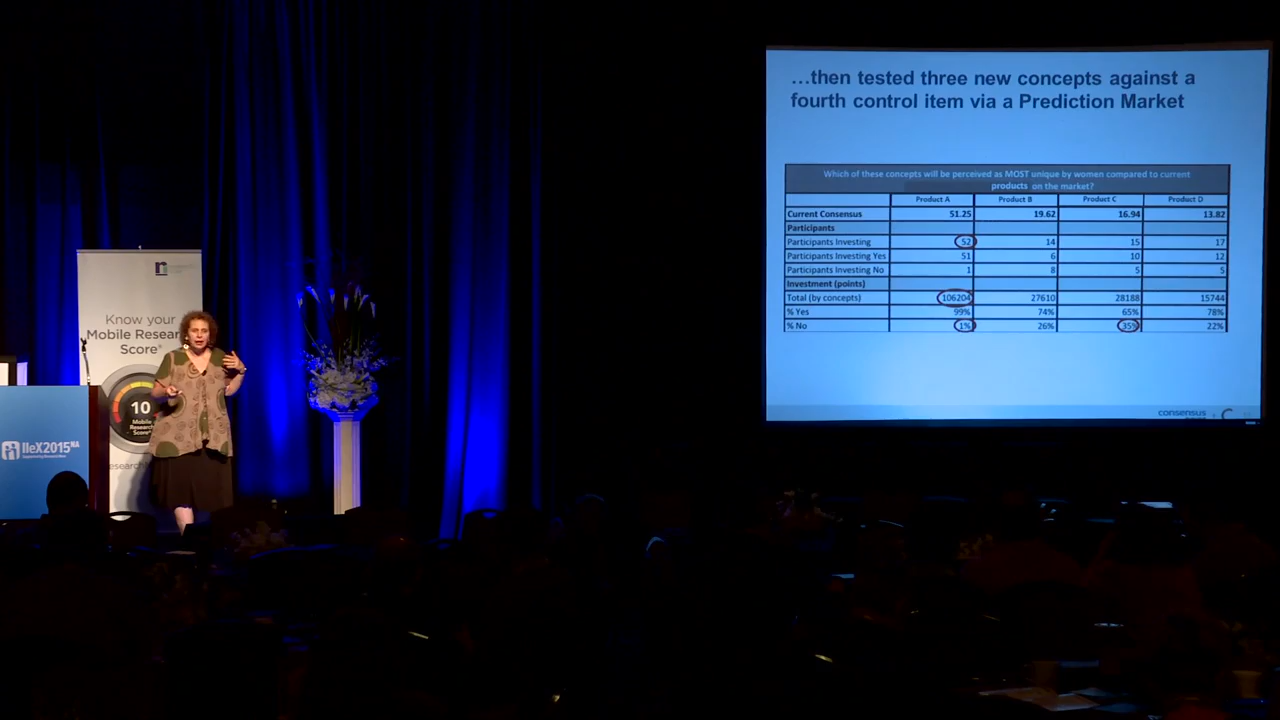 …then tested three new concepts against a
fourth control item via a Prediction Market
Which of these concepts will be perceived as MOST unique by women compared to current
products on the market?
Product A Product B Product C Product D
Current Consensus 51.25 19.62 16.94 13.82
Participants
Participants Investing 52 14 15 17
Participants Investing Yes 51 6 10 12
Participants Investing No 1 8 5 5
Investment (points)
Total (by concepts) 106204 27610 28188 15744
% Yes 99% 74% 65% 78%
% No 1% 26% 35% 22%
consensus
Know your
Mobile Resear
Score
10
Mobile
Research
Score
IIeX2015 NA